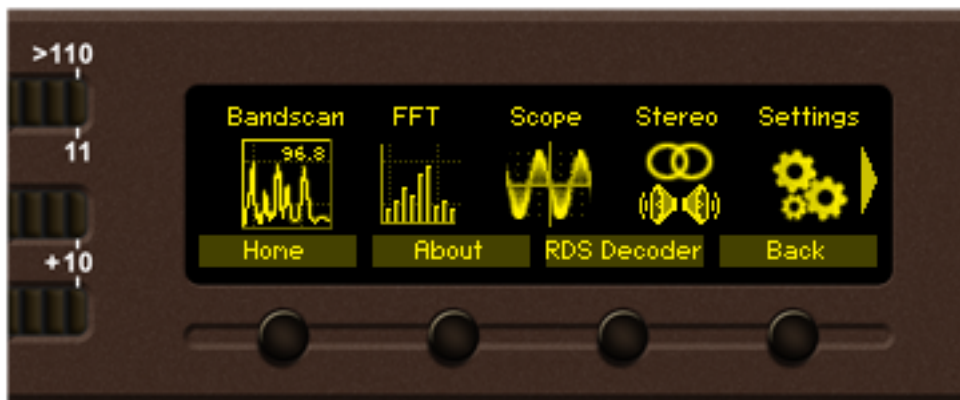 >110
11
+10
Bandscan FFT Scope Stereo Settings
96.8
Home About RDS Decoder Back